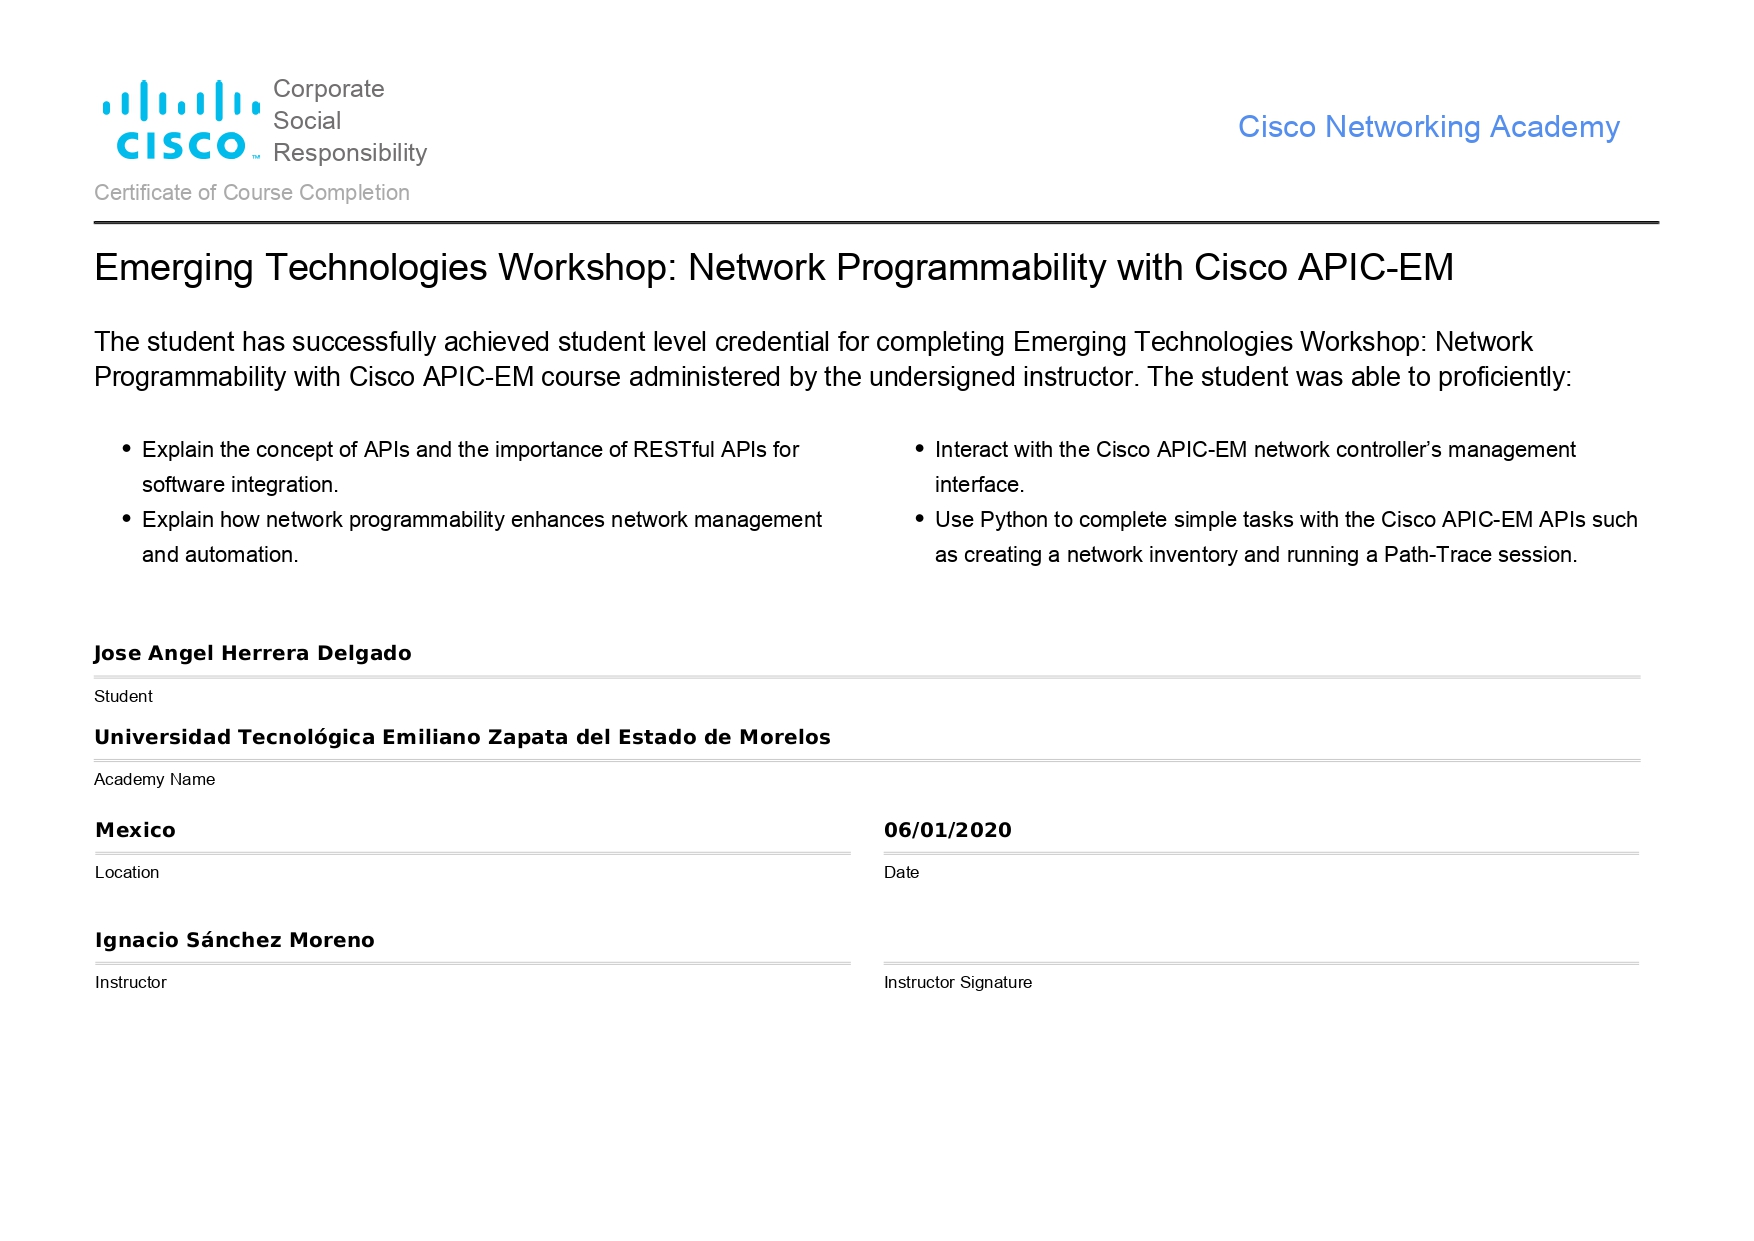 CISCO™
Corporate
Social
Responsibility
Cisco Networking Academy
Certificate of Course Completion
Emerging Technologies Workshop: Network Programmability with Cisco APIC-EM
The student has successfully achieved student level credential for completing Emerging Technologies Workshop: Network
Programmability with Cisco APIC-EM course administered by the undersigned instructor. The student was able to proficiently:
• Explain the concept of APIs and the importance of RESTful APIs for
software integration.
• Explain how network programmability enhances network management
and automation.
• Interact with the Cisco APIC-EM network controller’s management
interface.
• Use Python to complete simple tasks with the Cisco APIC-EM APIs such
as creating a network inventory and running a Path-Trace session.
Jose Angel Herrera Delgado
Student
Universidad Tecnológica Emiliano Zapata del Estado de Morelos
Academy Name
Mexico
Location
06/01/2020
Date
Ignacio Sánchez Moreno
Instructor
Instructor Signature